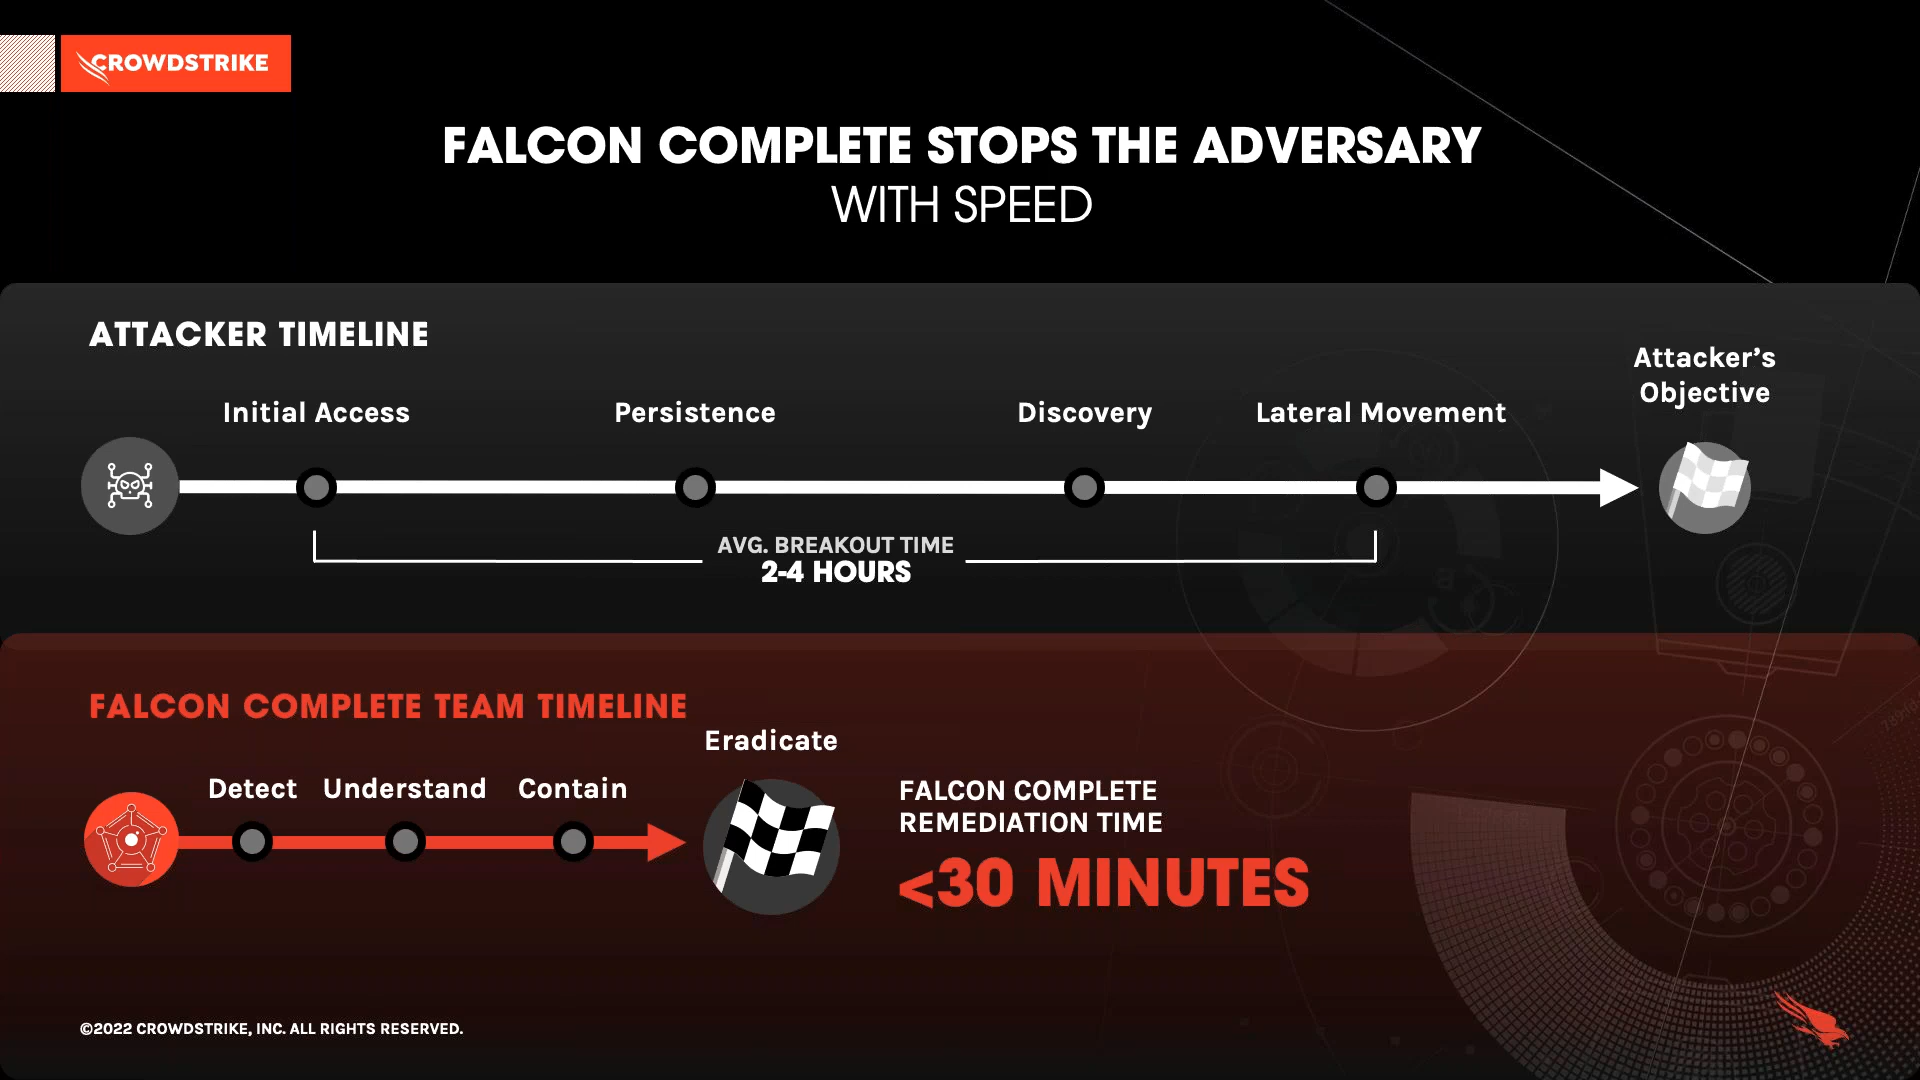 CROWDSTRIKE
FALCON COMPLETE STOPS THE ADVERSARY
WITH SPEED
ATTACKER TIMELINE
Initial Access
Persistence
Discovery
Lateral Movement
Attacker’s
Objective
AVG. BREAKOUT TIME
2-4 HOURS
FALCON COMPLETE TEAM TIMELINE
Detect
Understand
Contain
Eradicate
FALCON COMPLETE
REMEDIATION TIME
<30 MINUTES
©2022 CROWDSTRIKE, INC. ALL RIGHTS RESERVED.